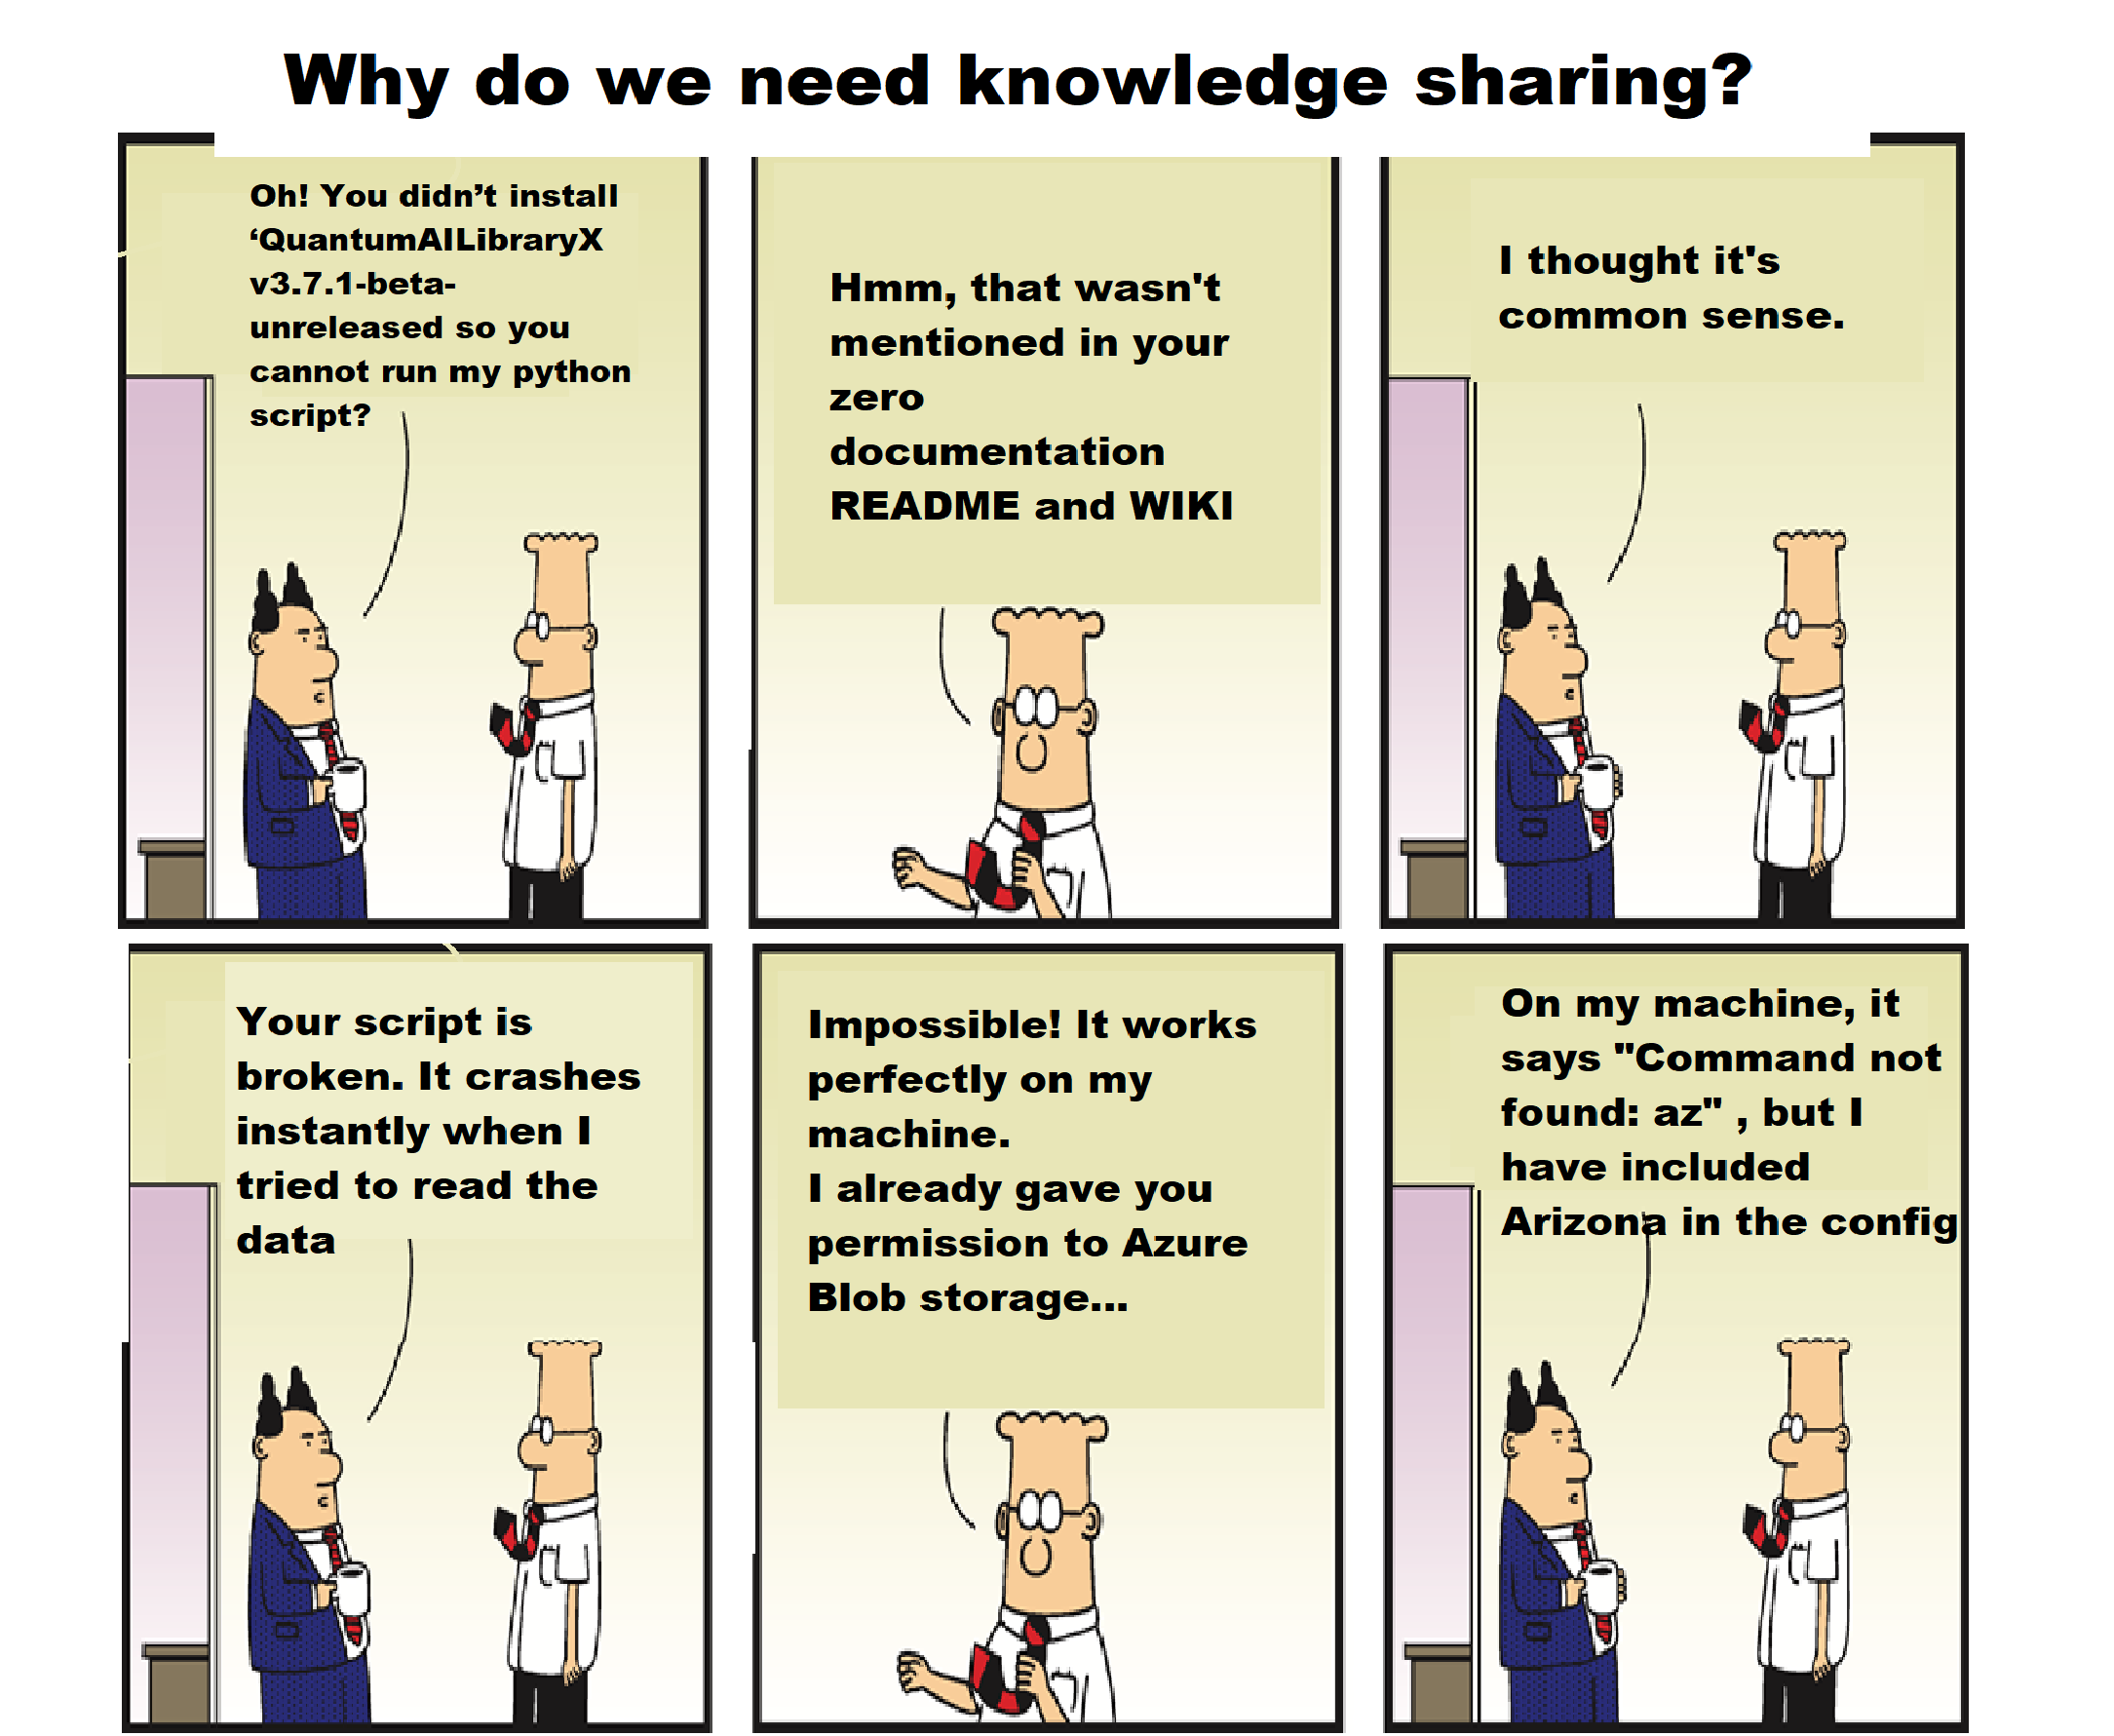 Why do we need knowledge sharing?
Oh! You didn’t install
‘QuantumAILibraryX
v3.7.1-beta-
unreleased so you
cannot run my python
script?
Hmm, that wasn't
mentioned in your
zero
documentation
README and WIKI
I thought it's
common sense.
Your script is
broken. It crashes
instantly when I
tried to read the
data
Impossible! It works
perfectly on my
machine.
I already gave you
permission to Azure
Blob storage...
On my machine, it
says "Command not
found: az" , but I
have included
Arizona in the config